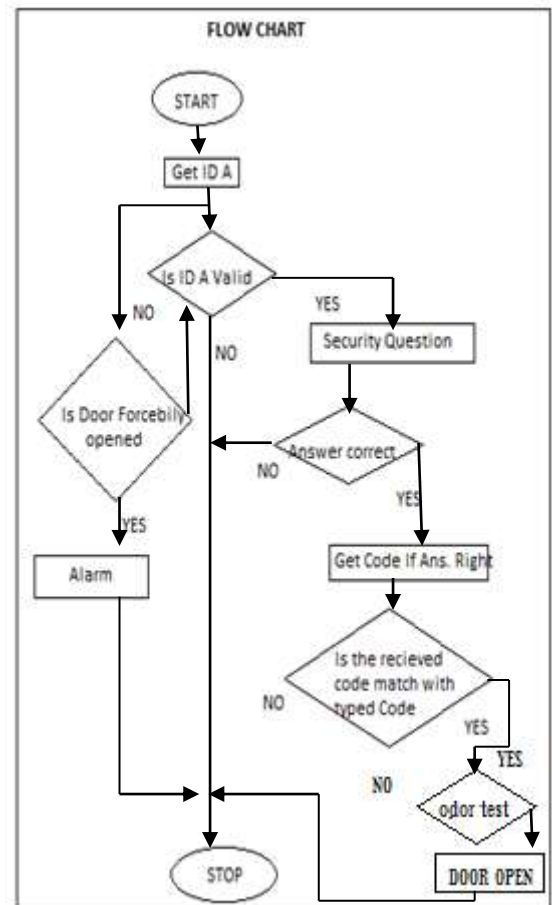 FLOW CHART
START
Get ID A
Is ID A Valid
YES
NO
NO
Security Question
Is Door Forcebily
opened
Answer correct
NO
YES
YES
Alarm
Get Code If Ans. Right
Is the recieved
code match with
typed Code
NO
YES
YES
NO
odor test
STOP
DOOR OPEN